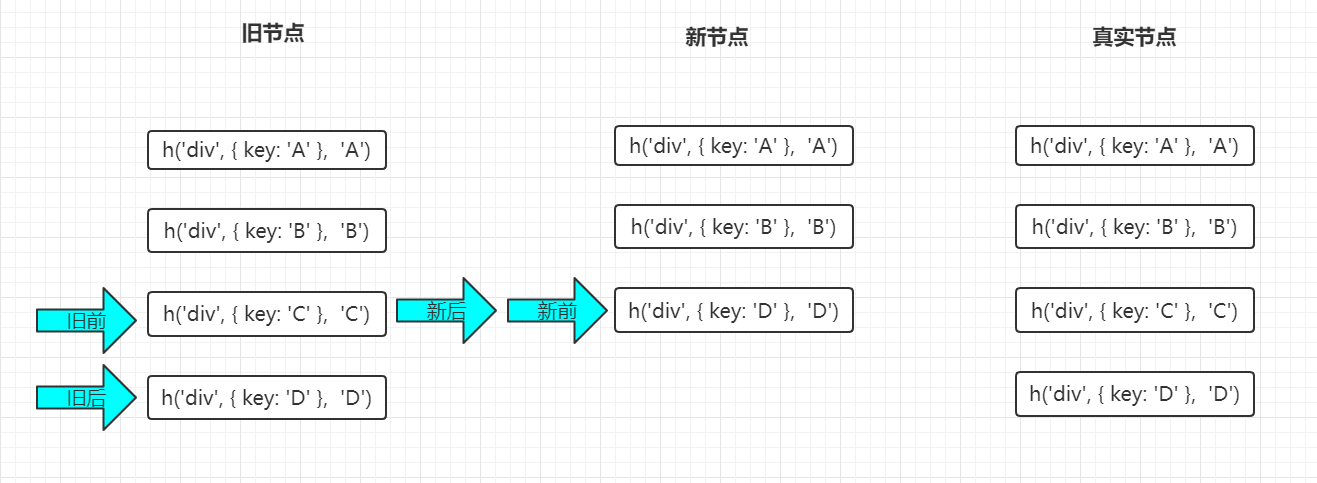 旧节点
新节点
真实节点
h('div', { key: 'A' },  'A')
h('div', { key: 'A' },  'A')
h('div', { key: 'A' },  'A')
h('div', { key: 'B' },  'B')
h('div', { key: 'B' },  'B')
h('div', { key: 'B' },  'B')
旧前
h('div', { key: 'C' },  'C')
新后
新前
h('div', { key: 'D' },  'D')
h('div', { key: 'C' },  'C')
旧后
h('div', { key: 'D' },  'D')
h('div', { key: 'D' },  'D')